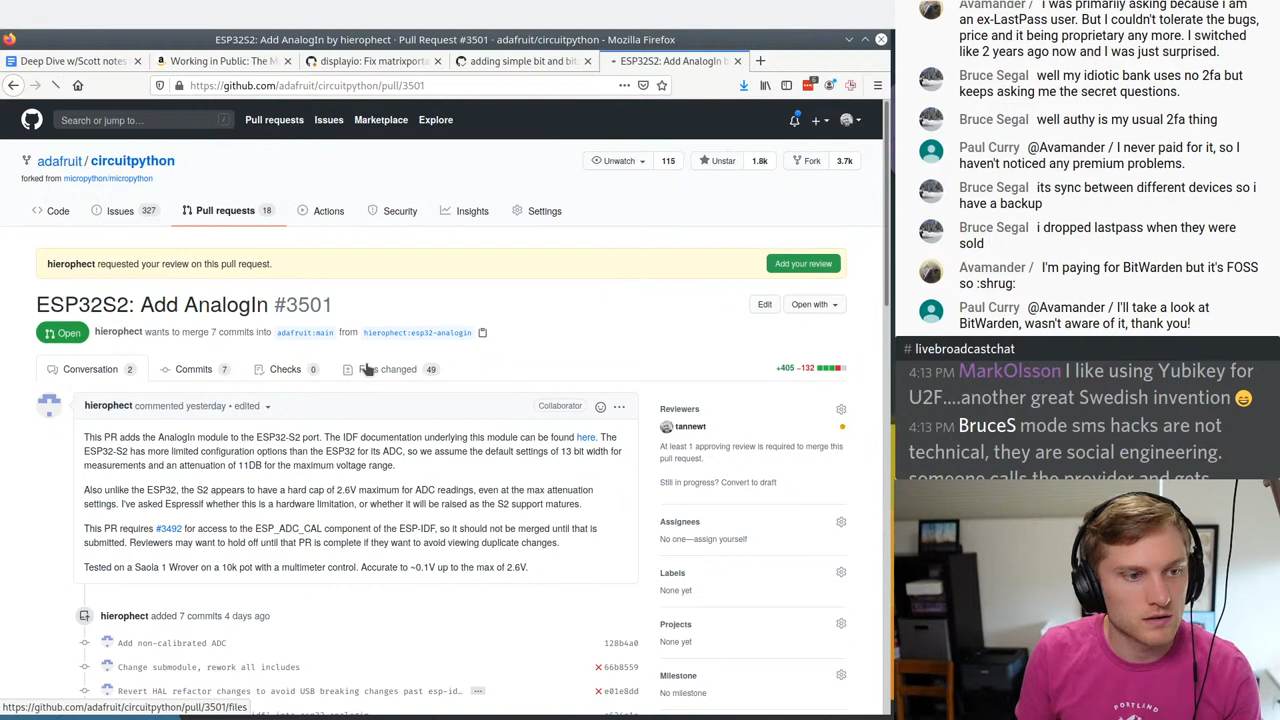 ESP32S2: Add AnalogIn by hierophect · Pull Request #3501 · adafruit/circuitpython - Mozilla Firefox
Deep Dive w/Scott notes
Working in Public: The M
displayio: Fix matrixporta
adding simple bit and bit
ESP32S2: Add AnalogIn b
https://github.com/adafruit/circuitpython/pull/3501
Search or jump to...
Pull requests
Issues
Marketplace
Explore
adafruit / circuitpython
forked from micropython/micropython
Unwatch
115
Unstar
1.8k
Fork
3.7k
Code
Issues 327
Pull requests 18
Actions
Security
Insights
Settings
hierophect requested your review on this pull request.
Add your review
ESP32S2: Add AnalogIn #3501
Edit
Open with
Open
hierophect wants to merge 7 commits into adafruit:main from hierophect:esp32-analogin
Conversation 2
Commits 7
Checks 0
changed 49
+405 −132
hierophect commented yesterday • edited
Collaborator
This PR adds the AnalogIn module to the ESP32-S2 port. The IDF documentation underlying this module can be found here. The
ESP32-S2 has more limited configuration options than the ESP32 for its ADC, so we assume the default settings of 13 bit width for
measurements and an attenuation of 11DB for the maximum voltage range.
Also unlike the ESP32, the S2 appears to have a hard cap of 2.6V maximum for ADC readings, even at the max attenuation
settings. I've asked Espressif whether this is a hardware limitation, or whether it will be raised as the S2 support matures.
This PR requires #3492 for access to the ESP_ADC_CAL component of the ESP-IDF, so it should not be merged until that is
submitted. Reviewers may want to hold off until that PR is complete if they want to avoid viewing duplicate changes.
Tested on a Saola 1 Wrover on a 10k pot with a multimeter control. Accurate to ~0.1V up to the max of 2.6V.
hierophect added 7 commits 4 days ago
Add non-calibrated ADC
128b4a0
Change submodule, rework all includes
66b8559
Revert HAL refactor changes to avoid USB breaking changes past esp-id…
e01e8dd
https://github.com/adafruit/circuitpython/pull/3501/files
Reviewers
tannewt
At least 1 approving review is required to merge this
pull request.
Still in progress? Convert to draft
Assignees
No one—assign yourself
Labels
None yet
Projects
None yet
Milestone
No milestone
Avamander / i was primarily asking because I am
an ex-LastPass user. But I couldn't tolerate the bugs,
price and it being proprietary any more. I switched
like 2 years ago now and I was just surprised.
Bruce Segal well my idiotic bank uses no 2fa but
keeps asking me the secret questions.
Bruce Segal well authy is my usual 2fa thing
Paul Curry @Avamander / I never paid for it, so I
haven't noticed any premium problems.
Bruce Segal its sync between different devices so i
have a backup
Bruce Segal i dropped lastpass when they were
sold
Avamander / I'm paying for BitWarden but it's FOSS
so :shrug:
Paul Curry @Avamander / I'll take a look at
BitWarden, wasn't aware of it, thank you!
# livebroadcastchat
4:13 PM MarkOlsson I like using Yubikey for
U2F....another great Swedish invention
4:13 PM BruceS mode sms hacks are not
technical, they are social engineering.
someone calls the provider and gets
PORTLAND